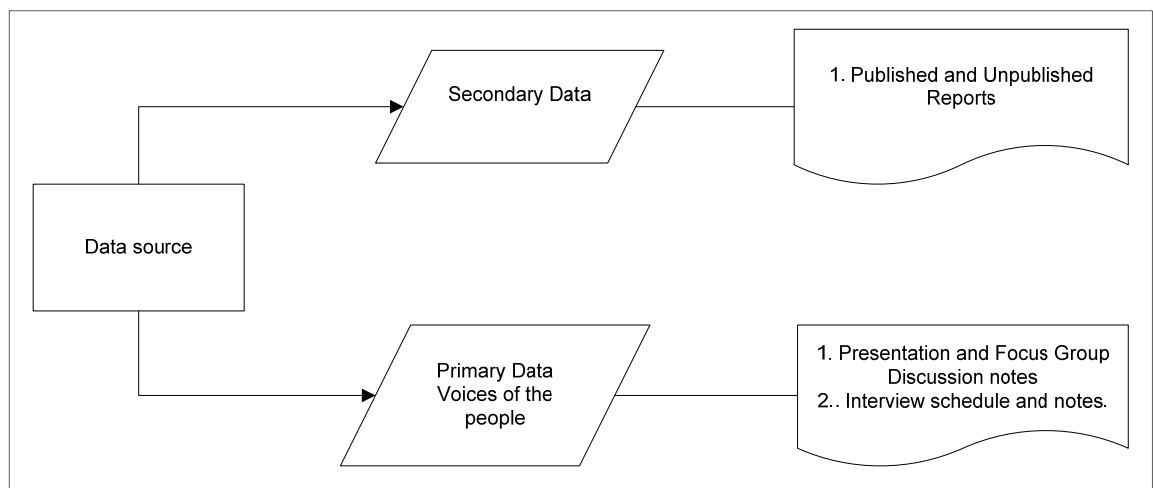 Secondary Data
1. Published and Unpublished
Reports
Data source
Primary Data
Voices of the
people
1. Presentation and Focus Group
Discussion notes
2.. Interview schedule and notes.